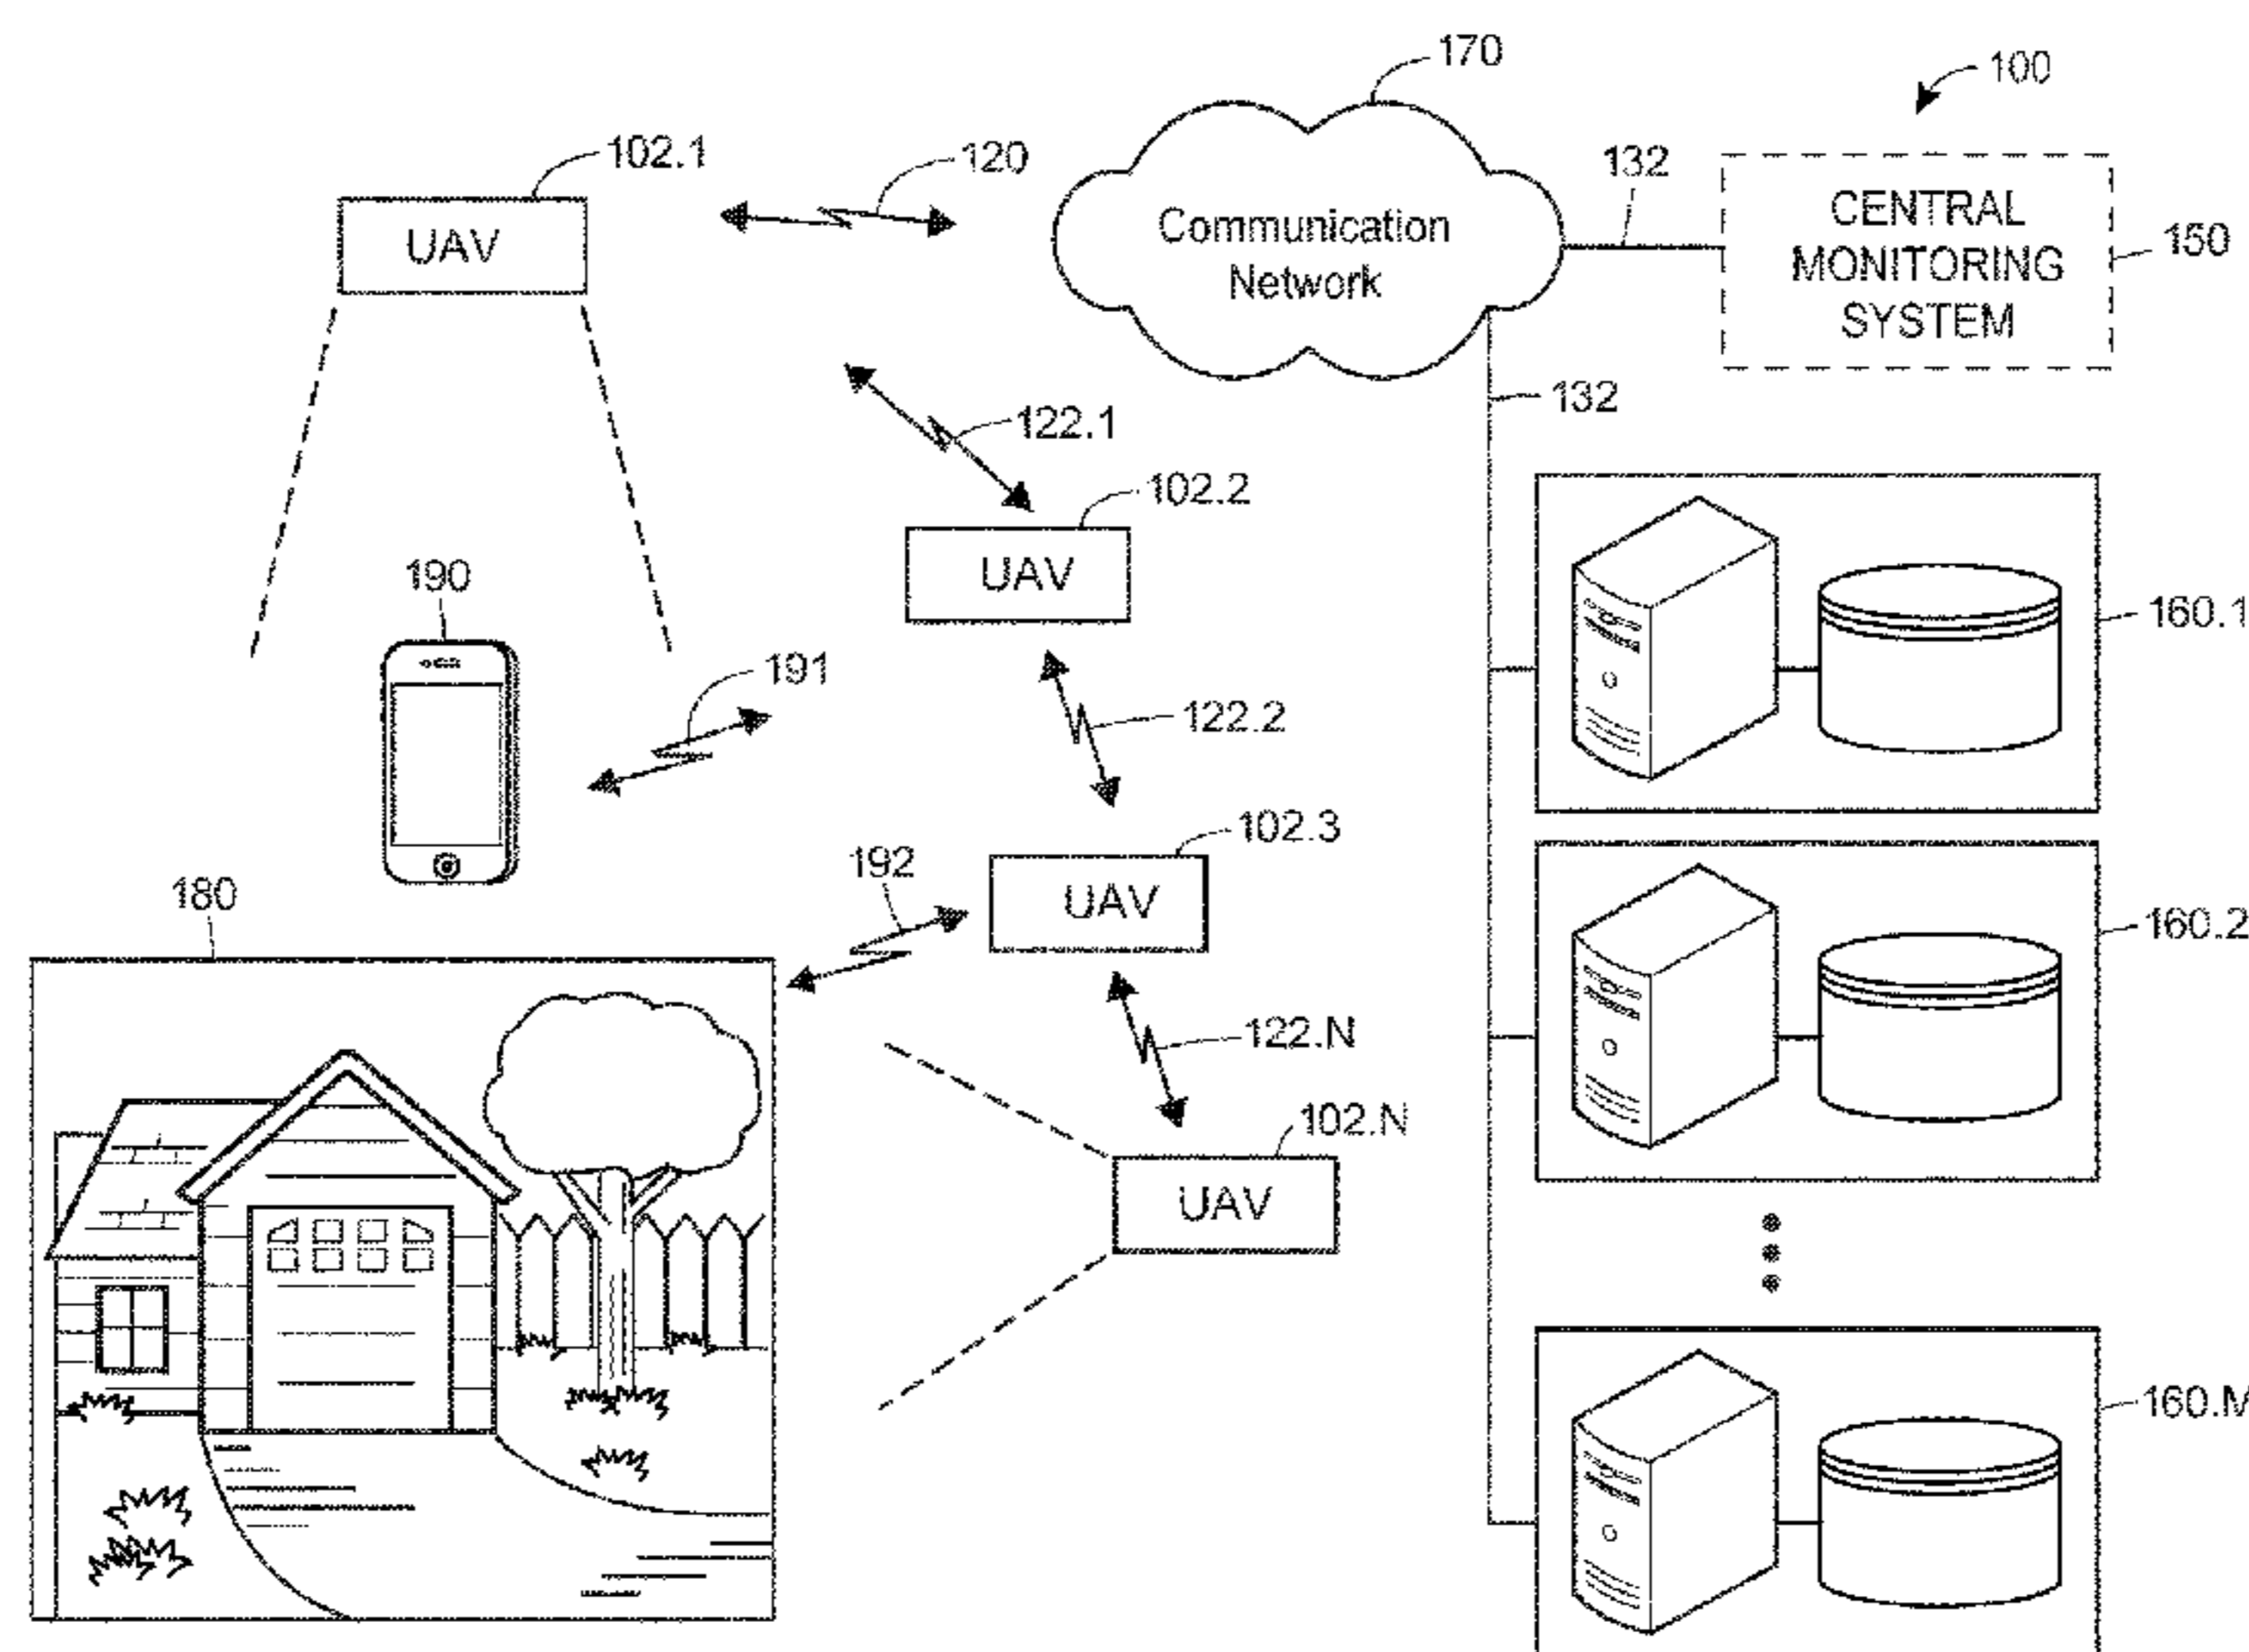 170
100
102.1
120
132
UAV
Communication
Network
CENTRAL
MONITORING
SYSTEM
150
132
122.1
102.2
UAV
190
160.1
191
122.2
102.3
192
UAV
180
160.2
122.N
102.N
UAV
160.M